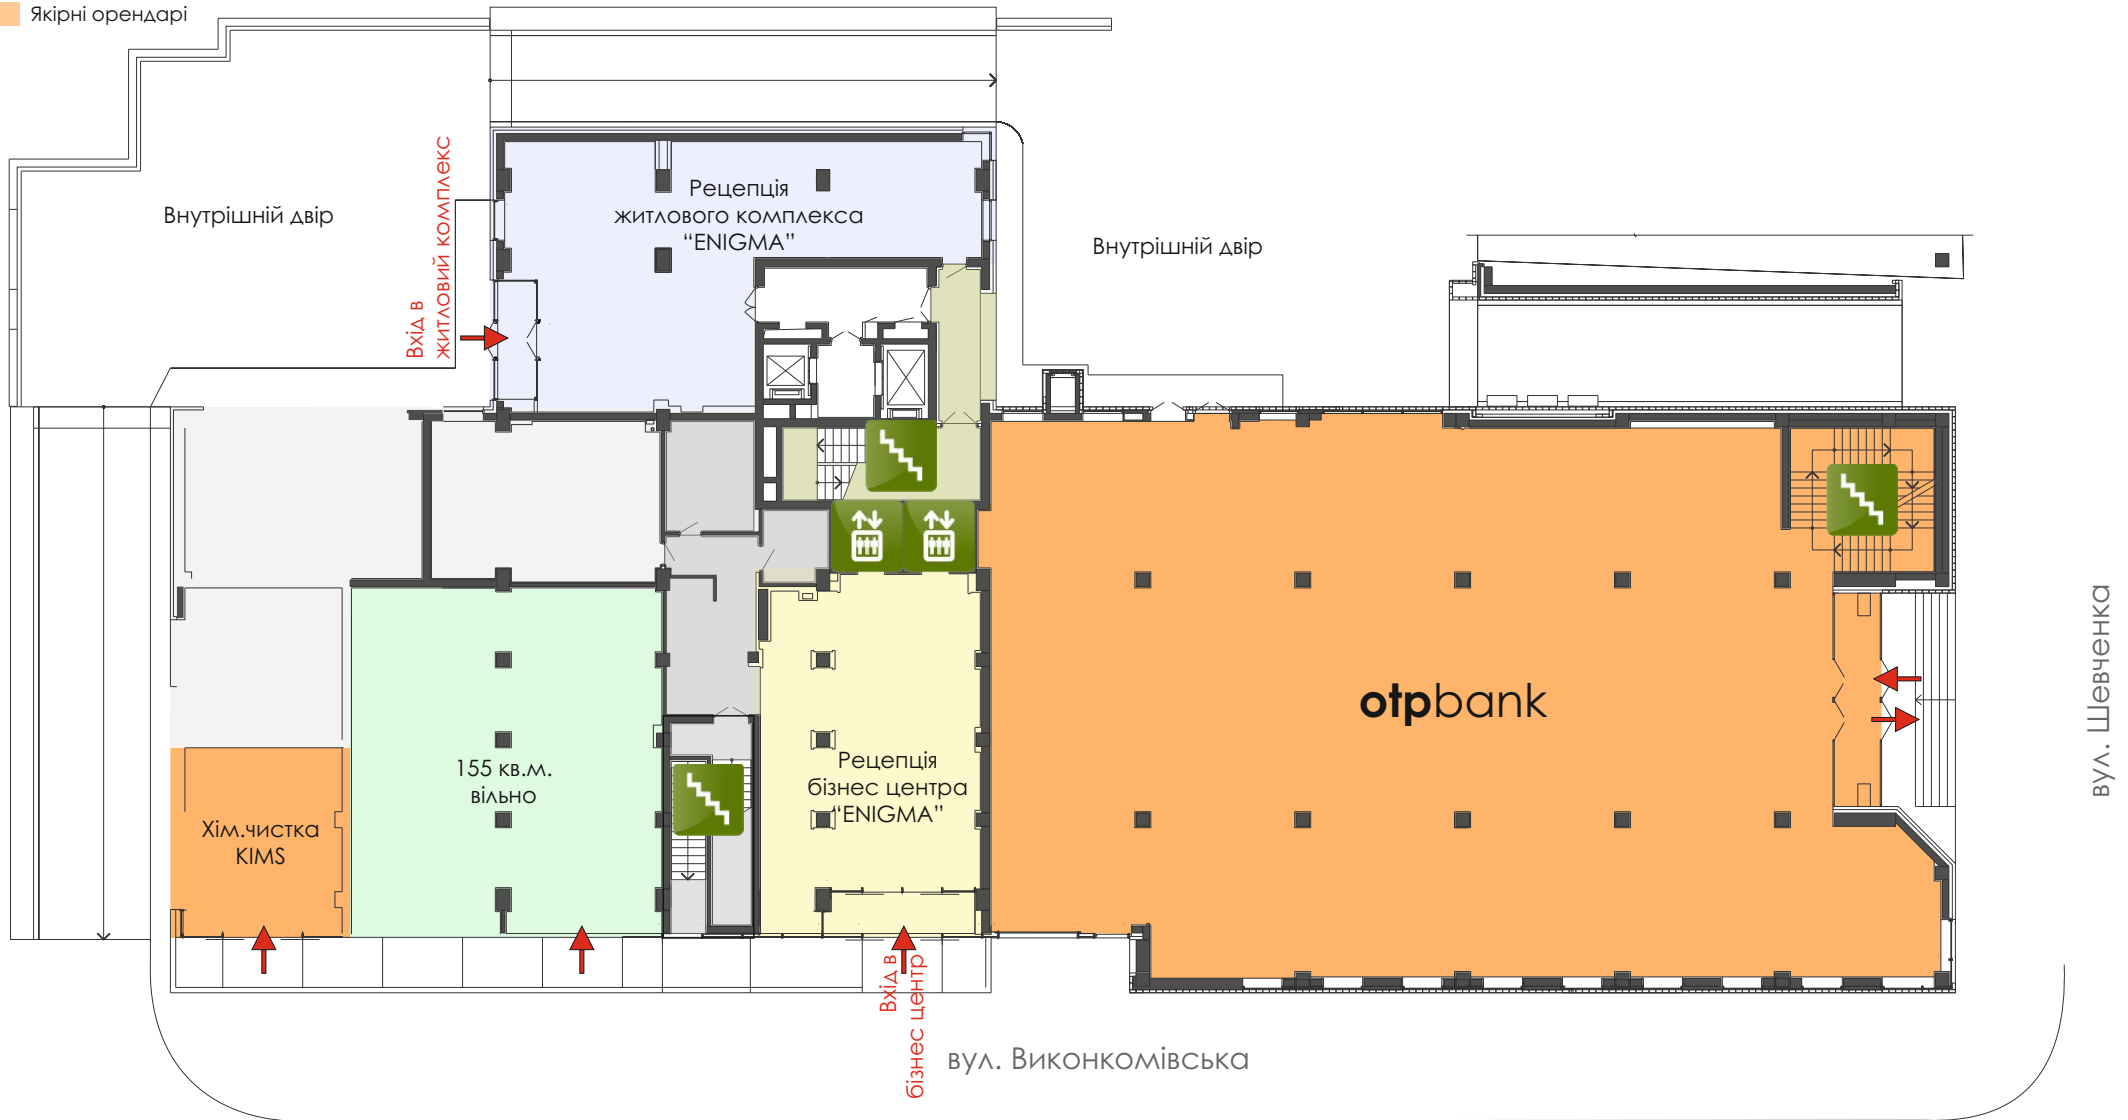 Якірні орендарі
Внутрішній двір
Вхід в
житловий комплекс
Рецепція
житлового комплекса
“ENIGMA”
Внутрішній двір
155 кв.м.
вільно
Хім.чистка
KIMS
Рецепція
бізнес центра
“ENIGMA”
otpbank
Вхід в
бізнес центр
вул. Виконкомівська
вул. Шевченка